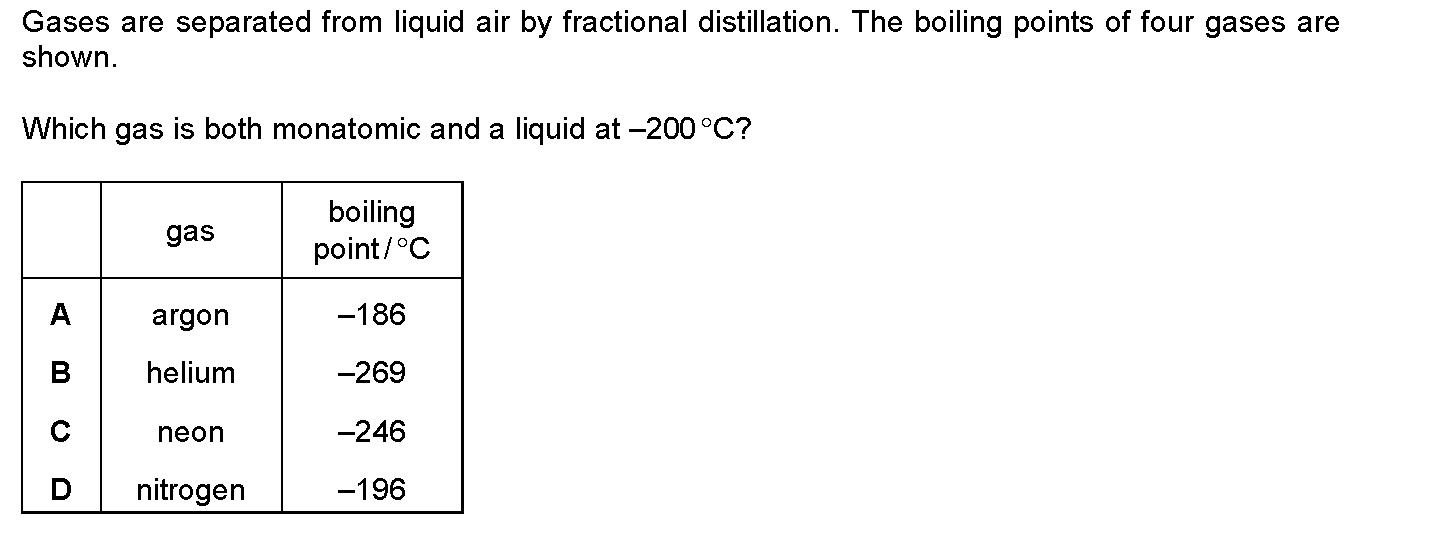 Gases are separated from liquid air by fractional distillation. The boiling points of four gases are
shown.
Which gas is both monatomic and a liquid at –200 °C?
gas
boiling
point / °C
A argon –186
B helium –269
C neon –246
D nitrogen –196